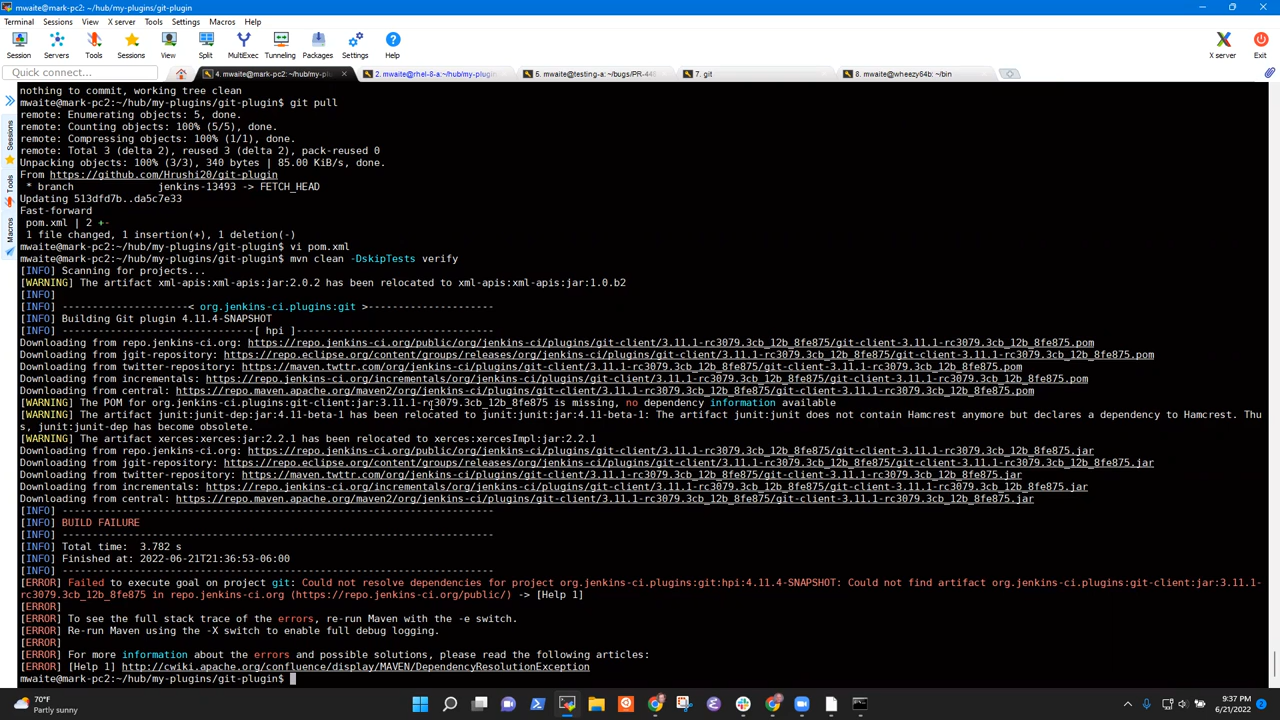 mwaite@mark-pc2: ~/hub/my-plugins/git-plugin
Terminal Sessions View X server Tools Settings Macros Help
Session Servers Tools Sessions View Split MultiExec Tunneling Packages Settings Help X server Exit
Quick connect...
4. mwaite@mark-pc2: ~/hub/my-plu
2. mwaite@rhel-8-a:~/hub/my-plugin
5. mwaite@testing-a: ~/bugs/PR-448
7. git
8. mwaite@wheezy64b: ~/bin
nothing to commit, working tree clean
mwaite@mark-pc2:~/hub/my-plugins/git-plugin$ git pull
remote: Enumerating objects: 5, done.
remote: Counting objects: 100% (5/5), done.
remote: Compressing objects: 100% (1/1), done.
remote: Total 3 (delta 2), reused 3 (delta 2), pack-reused 0
Unpacking objects: 100% (3/3), 340 bytes | 85.00 KiB/s, done.
From https://github.com/Hrushi20/git-plugin
* branch jenkins-13493 -> FETCH_HEAD
Updating 513dfd7b..da5c7e33
Fast-forward
pom.xml | 2 +-
1 file changed, 1 insertion(+), 1 deletion(-)
mwaite@mark-pc2:~/hub/my-plugins/git-plugin$ vi pom.xml
mwaite@mark-pc2:~/hub/my-plugins/git-plugin$ mvn clean -DskipTests verify
[INFO] Scanning for projects...
[WARNING] The artifact xml-apis:xml-apis:jar:2.0.2 has been relocated to xml-apis:xml-apis:jar:1.0.b2
[INFO]
[INFO] ---------------------< org.jenkins-ci.plugins:git >---------------------
[INFO] Building Git plugin 4.11.4-SNAPSHOT
[INFO] --------------------------------[ hpi ]---------------------------------
Downloading from repo.jenkins-ci.org: https://repo.jenkins-ci.org/public/org/jenkins-ci/plugins/git-client/3.11.1-rc3079.3cb_12b_8fe875/git-client-3.11.1-rc3079.3cb_12b_8fe875.pom
Downloading from jgit-repository: https://repo.eclipse.org/content/groups/releases/org/jenkins-ci/plugins/git-client/3.11.1-rc3079.3cb_12b_8fe875/git-client-3.11.1-rc3079.3cb_12b_8fe875.pom
Downloading from twitter-repository: https://maven.twttr.com/org/jenkins-ci/plugins/git-client/3.11.1-rc3079.3cb_12b_8fe875/git-client-3.11.1-rc3079.3cb_12b_8fe875.pom
Downloading from incrementals: https://repo.jenkins-ci.org/incrementals/org/jenkins-ci/plugins/git-client/3.11.1-rc3079.3cb_12b_8fe875/git-client-3.11.1-rc3079.3cb_12b_8fe875.pom
Downloading from central: https://repo.maven.apache.org/maven2/org/jenkins-ci/plugins/git-client/3.11.1-rc3079.3cb_12b_8fe875/git-client-3.11.1-rc3079.3cb_12b_8fe875.pom
[WARNING] The POM for org.jenkins-ci.plugins:git-client:jar:3.11.1-rc3079.3cb_12b_8fe875 is missing, no dependency information available
[WARNING] The artifact junit:junit-dep:jar:4.11-beta-1 has been relocated to junit:junit:jar:4.11-beta-1: The artifact junit:junit does not contain Hamcrest anymore but declares a dependency to Hamcrest. Thu
s, junit:junit-dep has become obsolete.
[WARNING] The artifact xerces:xerces:jar:2.2.1 has been relocated to xerces:xercesImpl:jar:2.2.1
Downloading from repo.jenkins-ci.org: https://repo.jenkins-ci.org/public/org/jenkins-ci/plugins/git-client/3.11.1-rc3079.3cb_12b_8fe875/git-client-3.11.1-rc3079.3cb_12b_8fe875.jar
Downloading from jgit-repository: https://repo.eclipse.org/content/groups/releases/org/jenkins-ci/plugins/git-client/3.11.1-rc3079.3cb_12b_8fe875/git-client-3.11.1-rc3079.3cb_12b_8fe875.jar
Downloading from twitter-repository: https://maven.twttr.com/org/jenkins-ci/plugins/git-client/3.11.1-rc3079.3cb_12b_8fe875/git-client-3.11.1-rc3079.3cb_12b_8fe875.jar
Downloading from incrementals: https://repo.jenkins-ci.org/incrementals/org/jenkins-ci/plugins/git-client/3.11.1-rc3079.3cb_12b_8fe875/git-client-3.11.1-rc3079.3cb_12b_8fe875.jar
Downloading from central: https://repo.maven.apache.org/maven2/org/jenkins-ci/plugins/git-client/3.11.1-rc3079.3cb_12b_8fe875/git-client-3.11.1-rc3079.3cb_12b_8fe875.jar
[INFO] ------------------------------------------------------------------------
[INFO] BUILD FAILURE
[INFO] ------------------------------------------------------------------------
[INFO] Total time:  3.782 s
[INFO] Finished at: 2022-06-21T21:36:53-06:00
[INFO] ------------------------------------------------------------------------
[ERROR] Failed to execute goal on project git: Could not resolve dependencies for project org.jenkins-ci.plugins:git:hpi:4.11.4-SNAPSHOT: Could not find artifact org.jenkins-ci.plugins:git-client:jar:3.11.1-
rc3079.3cb_12b_8fe875 in repo.jenkins-ci.org (https://repo.jenkins-ci.org/public/) -> [Help 1]
[ERROR]
[ERROR] To see the full stack trace of the errors, re-run Maven with the -e switch.
[ERROR] Re-run Maven using the -X switch to enable full debug logging.
[ERROR]
[ERROR] For more information about the errors and possible solutions, please read the following articles:
[ERROR] [Help 1] http://cwiki.apache.org/confluence/display/MAVEN/DependencyResolutionException
mwaite@mark-pc2:~/hub/my-plugins/git-plugin$
Sessions
Tools
Macros
70°F
Partly sunny
9:37 PM
6/21/2022